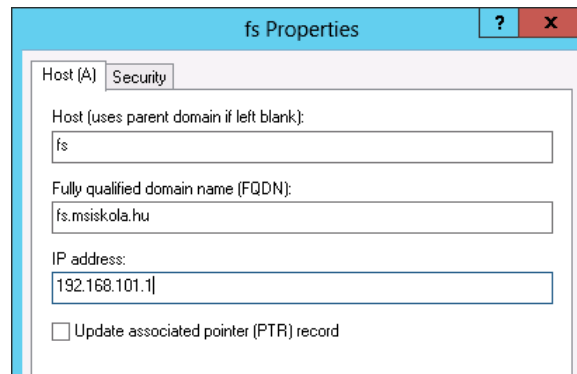 fs Properties
? x
Host (A) Security
Host (uses parent domain if left blank):
fs
Fully qualified domain name (FQDN):
fs.msiskola.hu
IP address:
192.168.101.1
Update associated pointer (PTR) record